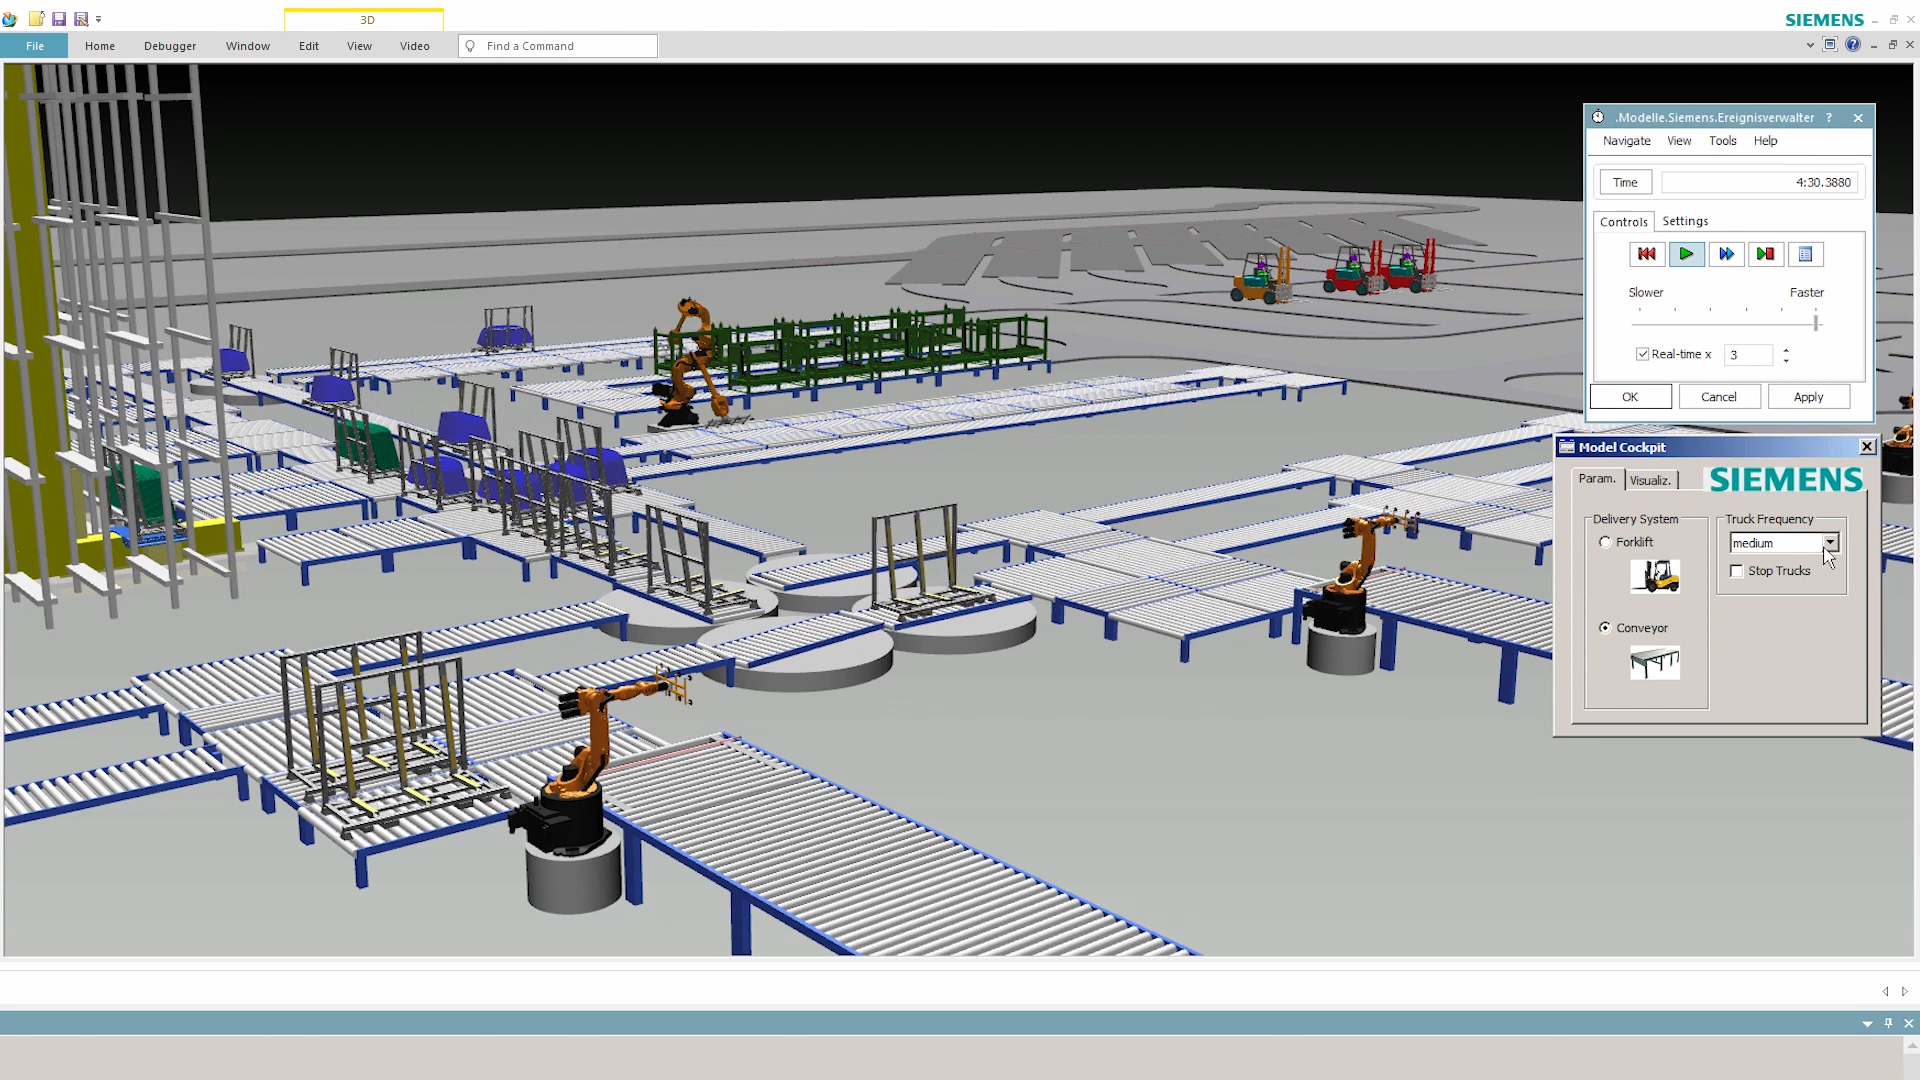 3D
SIEMENS
File Home Debugger Window Edit View Video Find a Command
.Modelle.Siemens.Ereignisverwalter ?
Navigate View Tools Help
Time 4:30.3880
Controls Settings
Slower Faster
Real-time x 3
OK Cancel Apply
Model Cockpit
Param. Visualiz. SIEMENS
Delivery System Truck Frequency
Forklift medium
Stop Trucks
Conveyor